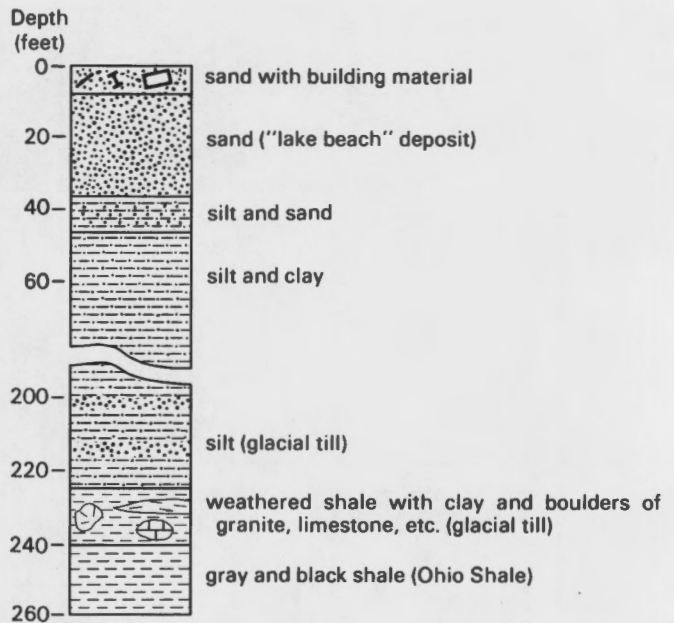 Depth
(feet)
0
sand with building material
20
sand ("lake beach" deposit)
40
silt and sand
60
silt and clay
200
silt (glacial till)
220
weathered shale with clay and boulders of
granite, limestone, etc. (glacial till)
240
gray and black shale (Ohio Shale)
260